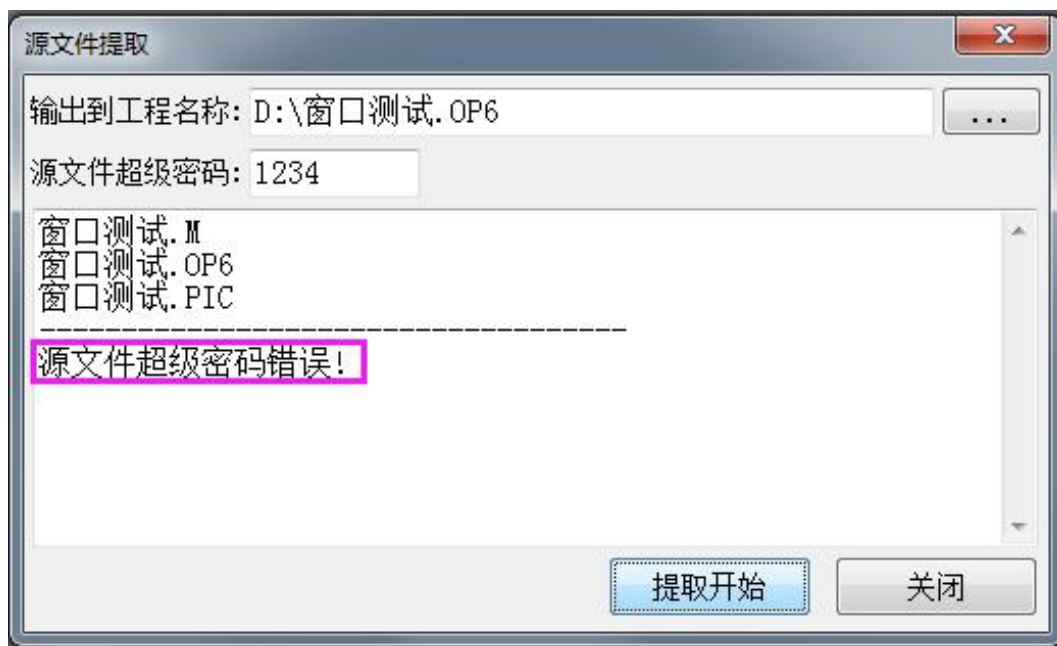 源文件提取
输出到工程名称: D:\窗口测试.OP6 ...
源文件超级密码: 1234
窗口测试.M
窗口测试.OP6
窗口测试.PIC
------------------------------------
源文件超级密码错误!
提取开始 关闭